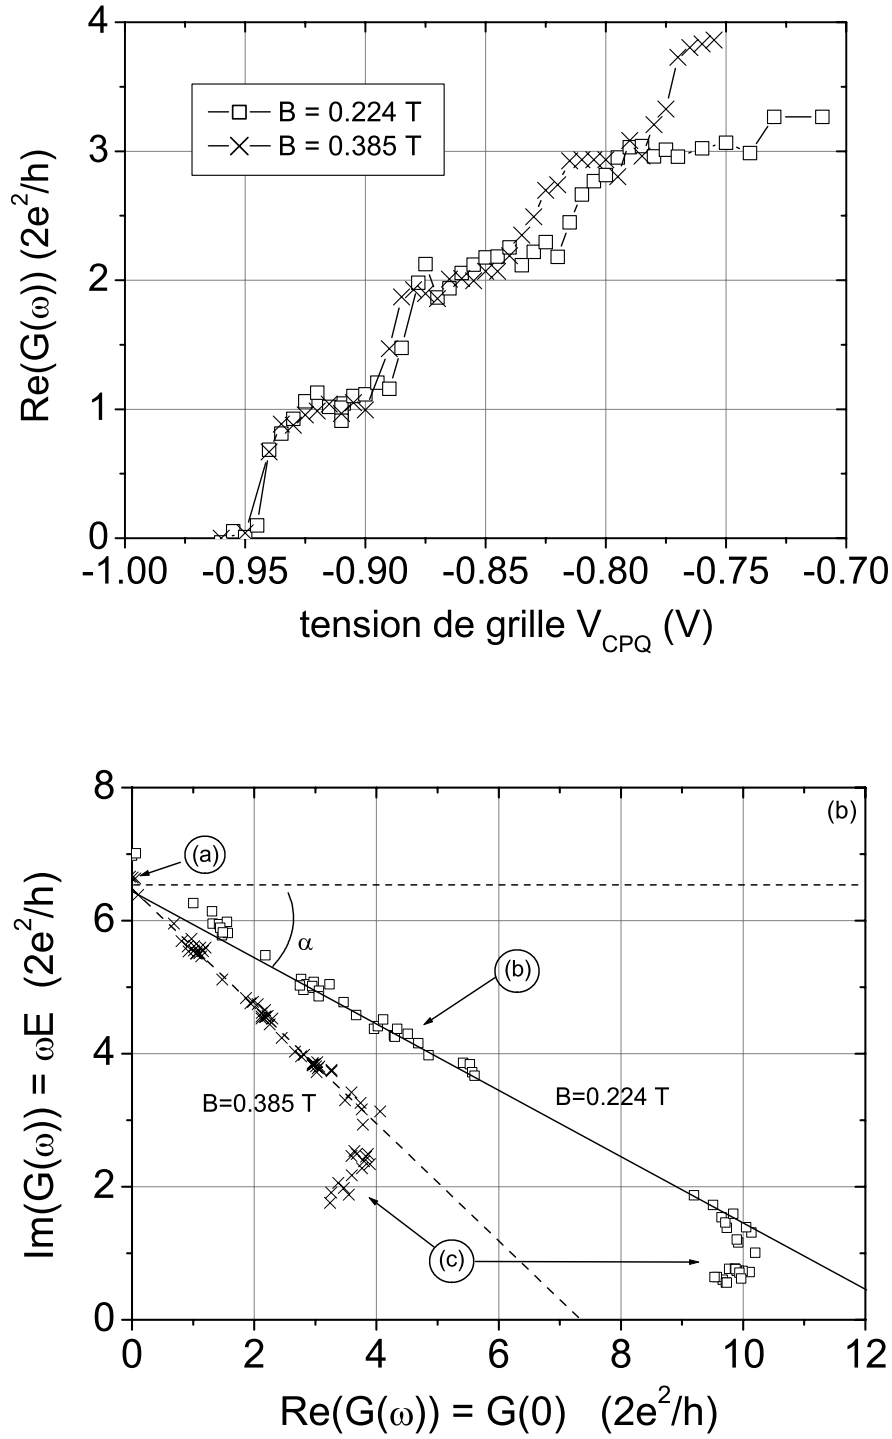 4
3
2
1
0
Re(G(ω)) (2e²/h)
B = 0.224 T
B = 0.385 T
-1.00 -0.95 -0.90 -0.85 -0.80 -0.75 -0.70
tension de grille V_CPQ (V)
8
6
4
2
0
Im(G(ω)) = ωE (2e²/h)
(b)
(a)
α
(b)
B=0.385 T
B=0.224 T
(c)
0 2 4 6 8 10 12
Re(G(ω)) = G(0) (2e²/h)